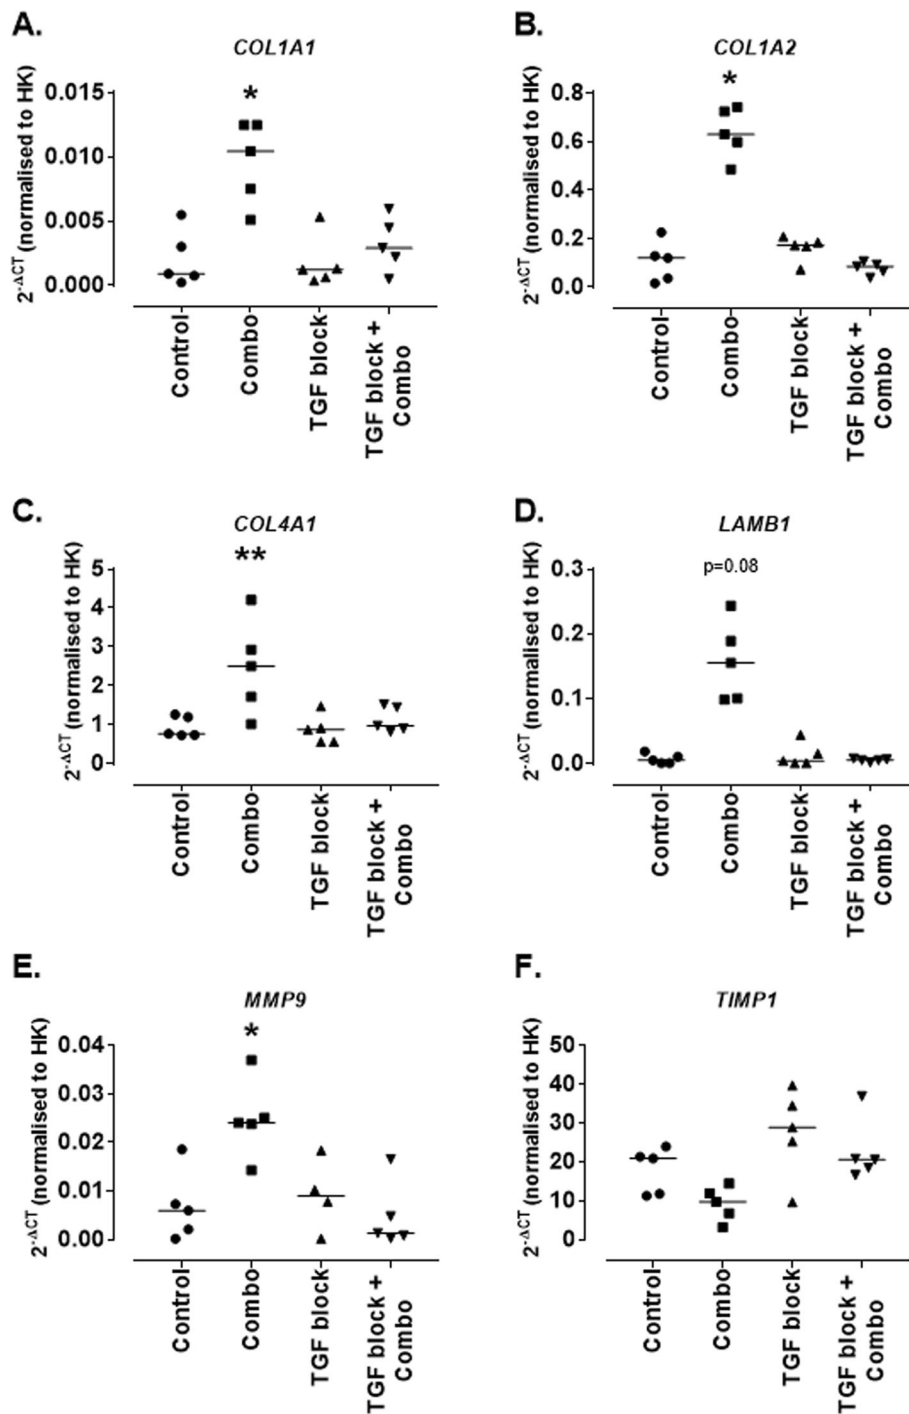 A.
COL1A1
2^-ΔCT (normalised to HK)
0.015
0.010
0.005
0.000
*
Control
Combo
TGF block
TGF block +
Combo
B.
COL1A2
2^-ΔCT (normalised to HK)
0.8
0.6
0.4
0.2
0.0
*
Control
Combo
TGF block
TGF block +
Combo
C.
COL4A1
2^-ΔCT (normalised to HK)
5
4
3
2
1
0
**
Control
Combo
TGF block
TGF block +
Combo
D.
LAMB1
2^-ΔCT (normalised to HK)
0.3
0.2
0.1
0.0
p=0.08
Control
Combo
TGF block
TGF block +
Combo
E.
MMP9
2^-ΔCT (normalised to HK)
0.04
0.03
0.02
0.01
0.00
*
Control
Combo
TGF block
TGF block +
Combo
F.
TIMP1
2^-ΔCT (normalised to HK)
50
40
30
20
10
0
Control
Combo
TGF block
TGF block +
Combo